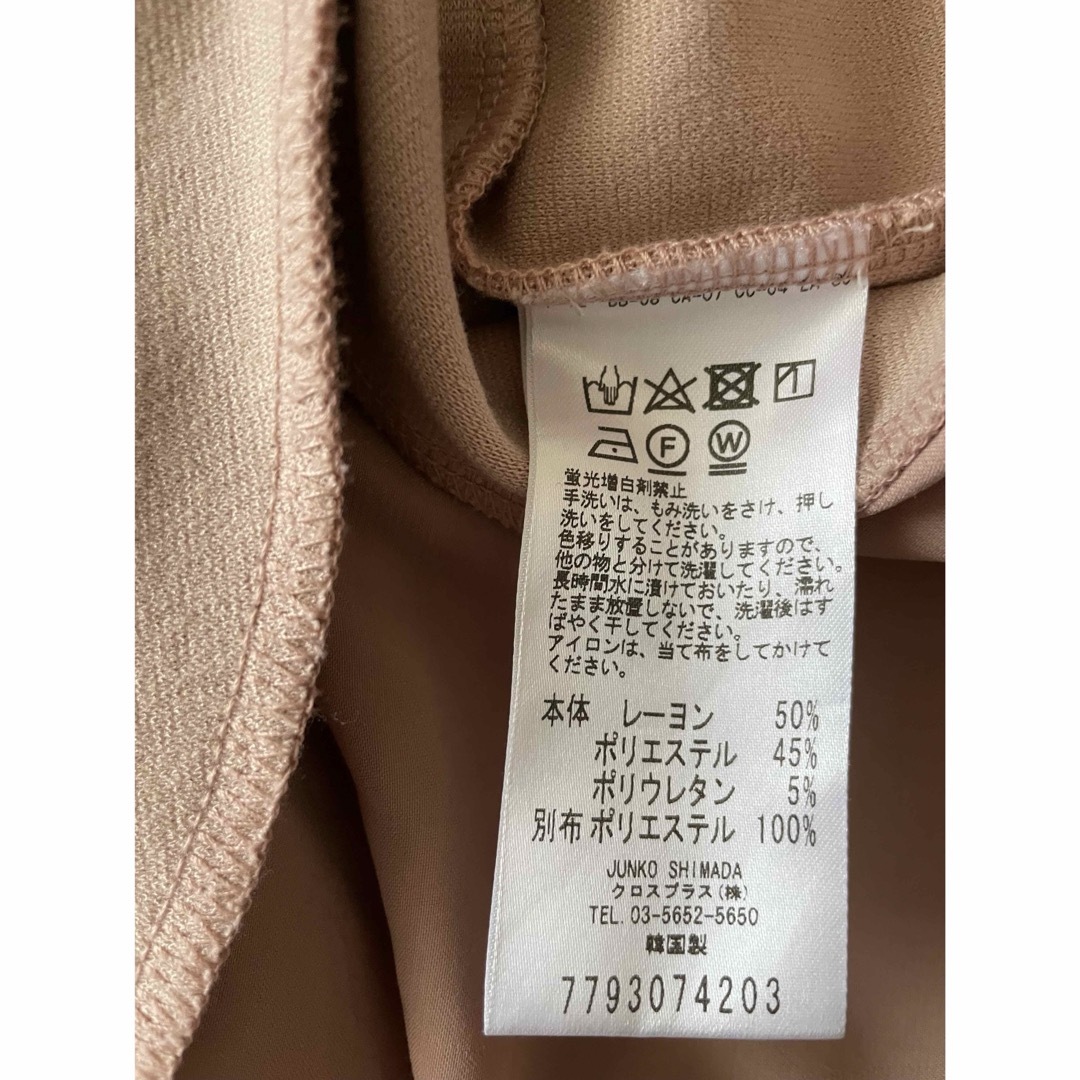 F W
蛍光増白剤禁止
手洗いは、もみ洗いをさけ、押し
洗いをしてください。
色移りすることがありますので、
他の物と分けて洗濯してください。
長時間水に漬けておいたり、濡れ
たまま放置しないで、洗濯後はす
ばやく干してください。
アイロンは、当て布をしてかけて
ください。
本体 レーヨン 50%
ポリエステル 45%
ポリウレタン 5%
別布 ポリエステル 100%
JUNKO SHIMADA
クロスプラス(株)
TEL. 03-5652-5650
韓国製
7793074203